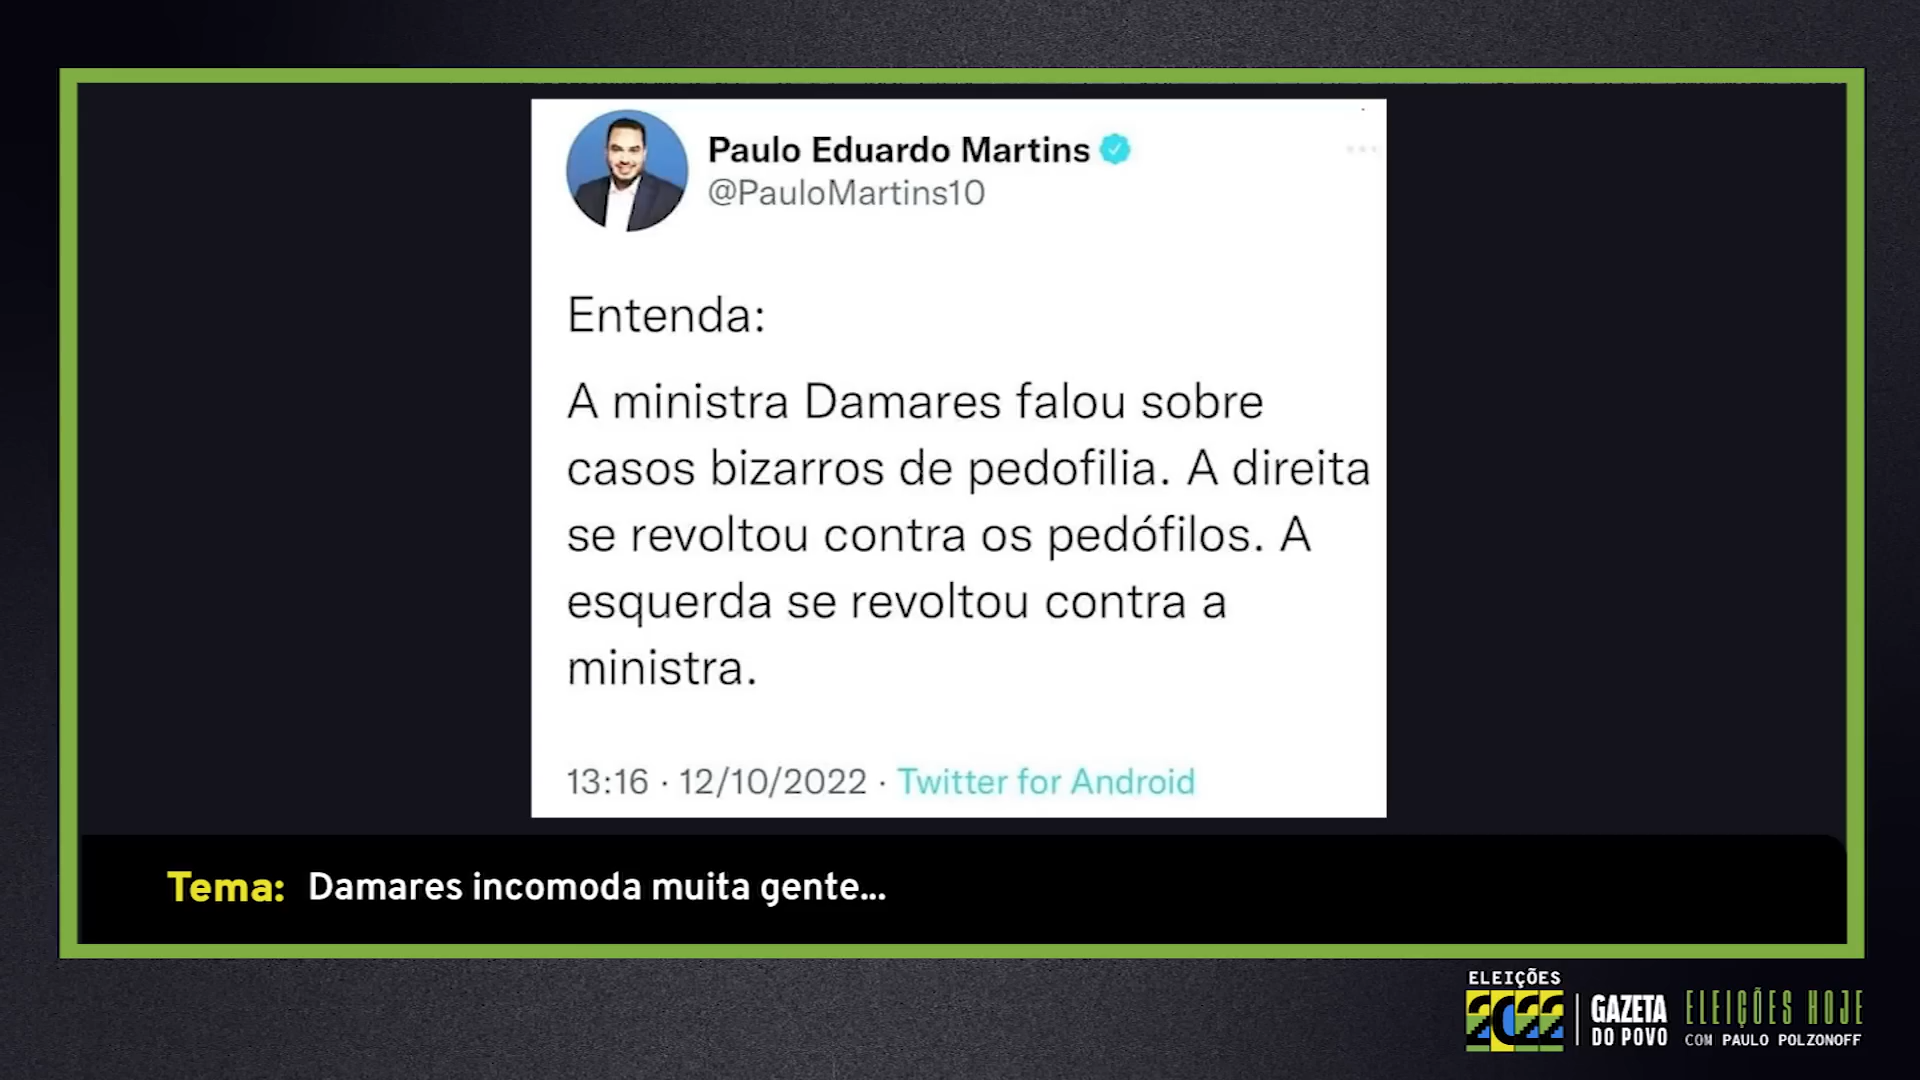 Paulo Eduardo Martins
@PauloMartins10
Entenda:
A ministra Damares falou sobre
casos bizarros de pedofilia. A direita
se revoltou contra os pedófilos. A
esquerda se revoltou contra a
ministra.
13:16 · 12/10/2022 · Twitter for Android
Tema: Damares incomoda muita gente...
ELEIÇÕES
2022
GAZETA
DO POVO
ELEIÇÕES HOJE
COM PAULO POLZONOFF